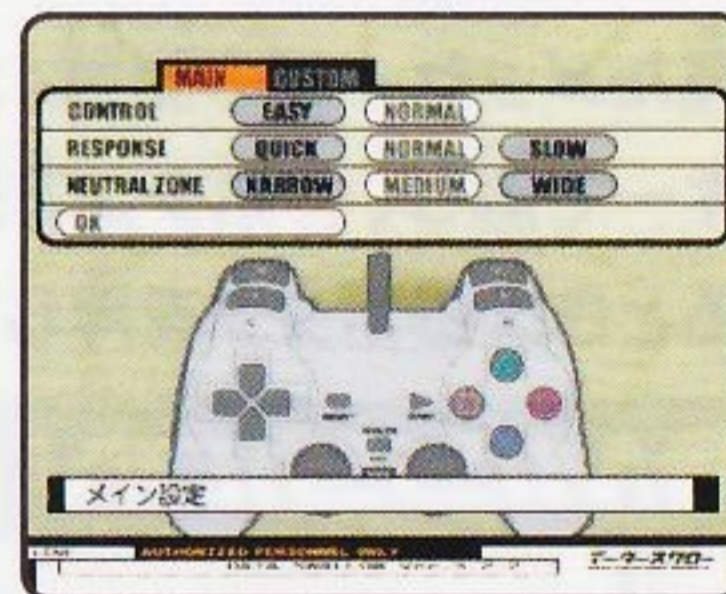 MAIN CUSTOM
CONTROL EASY NORMAL
RESPONSE QUICK NORMAL SLOW
NEUTRAL ZONE NARROW MEDIUM WIDE
OK
メイン設定
AUTHORIZED PERSONNEL ONLY
データースワロー